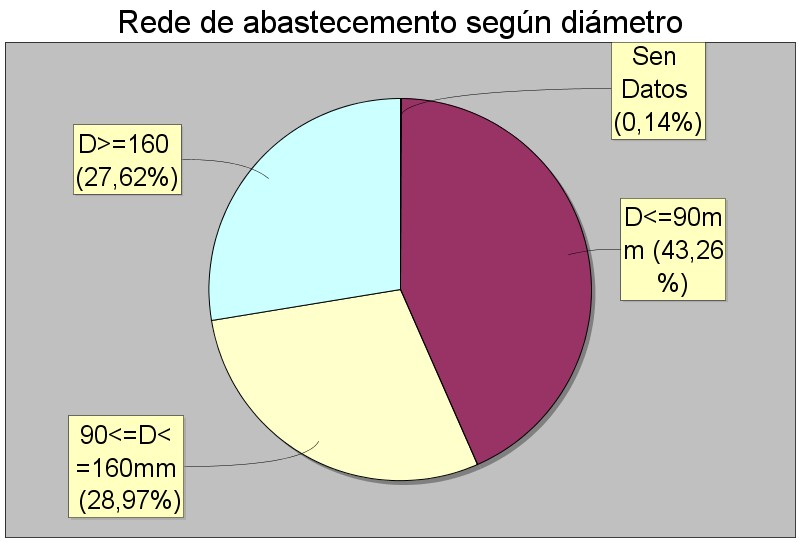 Rede de abastecemento según diámetro
Sen
Datos
(0,14%)
D>=160
(27,62%)
D<=90m
m (43,26
%)
90<=D<
=160mm
(28,97%)